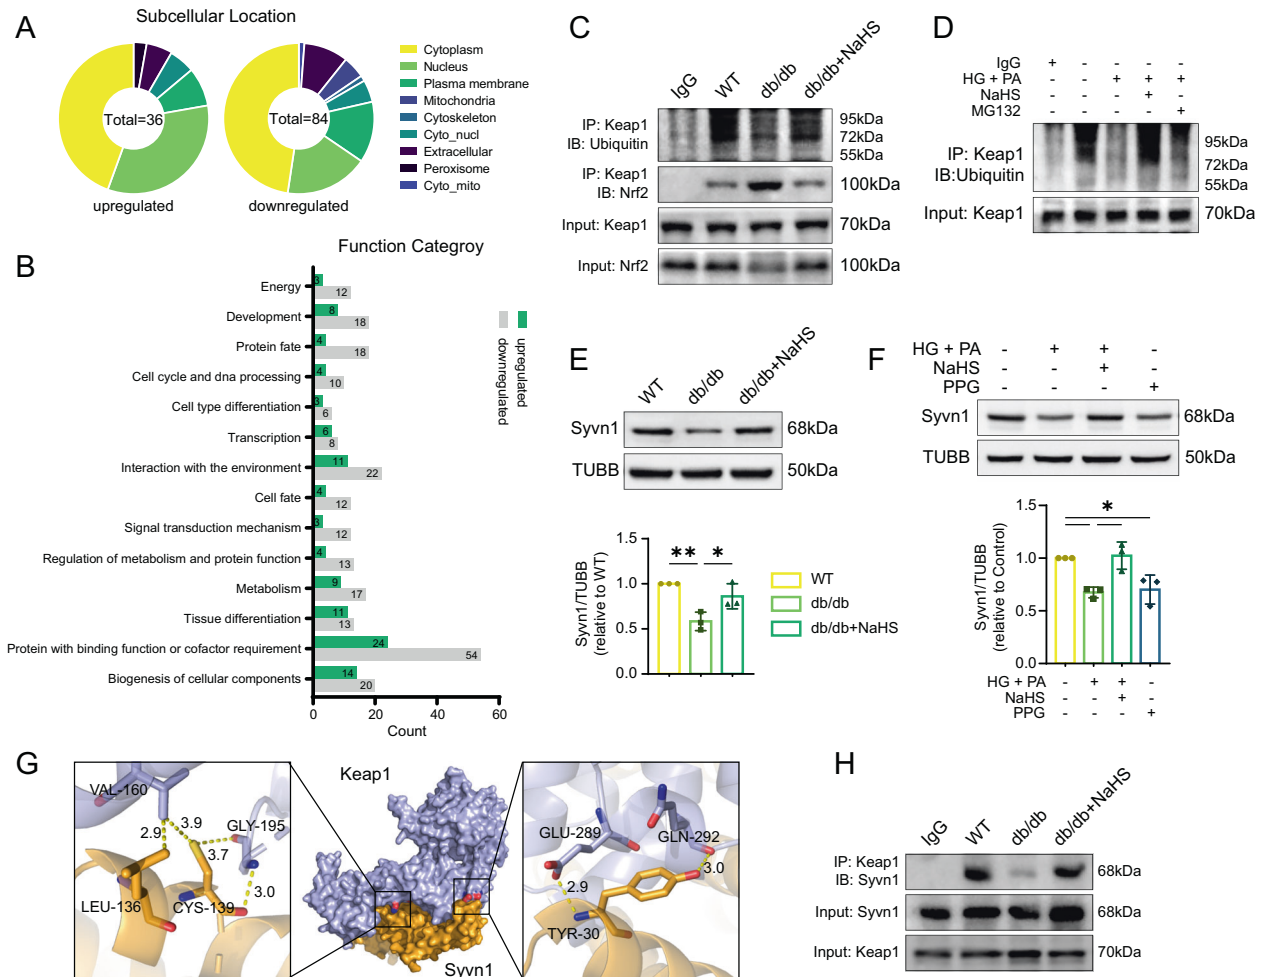 A
Subcellular Location
Total=36
Total=84
upregulated
downregulated
Cytoplasm
Nucleus
Plasma membrane
Mitochondria
Cytoskeleton
Cyto_nucl
Extracellular
Peroxisome
Cyto_mito
B
Function Categroy
Energy 3 12
Development 8 18
Protein fate 4 18
Cell cycle and dna processing 4 10
Cell type differentiation 3 6
Transcription 6 8
Interaction with the environment 11 22
Cell fate 4 12
Signal transduction mechanism 3 12
Regulation of metabolism and protein function 4 13
Metabolism 9 17
Tissue differentiation 11 13
Protein with binding function or cofactor requirement 24 54
Biogenesis of cellular components 14 20
0 20 40 60
Count
downregulated
upregulated
C
IgG WT db/db db/db+NaHS
IP: Keap1
IB: Ubiquitin
95kDa
72kDa
55kDa
IP: Keap1
IB: Nrf2
100kDa
Input: Keap1 70kDa
Input: Nrf2 100kDa
D
IgG + - - - -
HG + PA - - + + +
NaHS - - - + -
MG132 - - - - +
IP: Keap1
IB:Ubiquitin
95kDa
72kDa
55kDa
Input: Keap1 70kDa
E
WT db/db db/db+NaHS
Syvn1 68kDa
TUBB 50kDa
Syvn1/TUBB
(relative to WT)
1.5
1.0
0.5
0.0
** *
WT
db/db
db/db+NaHS
F
HG + PA - + + -
NaHS - - + -
PPG - - - +
Syvn1 68kDa
TUBB 50kDa
Syvn1/TUBB
(relative to Control)
1.5
1.0
0.5
0.0
*
HG + PA - + + -
NaHS - - + -
PPG - - - +
G
VAL-160
2.9
3.9
3.7
GLY-195
3.0
LEU-136
CYS-139
Keap1
Syvn1
GLU-289
GLN-292
2.9
3.0
TYR-30
H
IgG WT db/db db/db+NaHS
IP: Keap1
IB: Syvn1
68kDa
Input: Syvn1 68kDa
Input: Keap1 70kDa